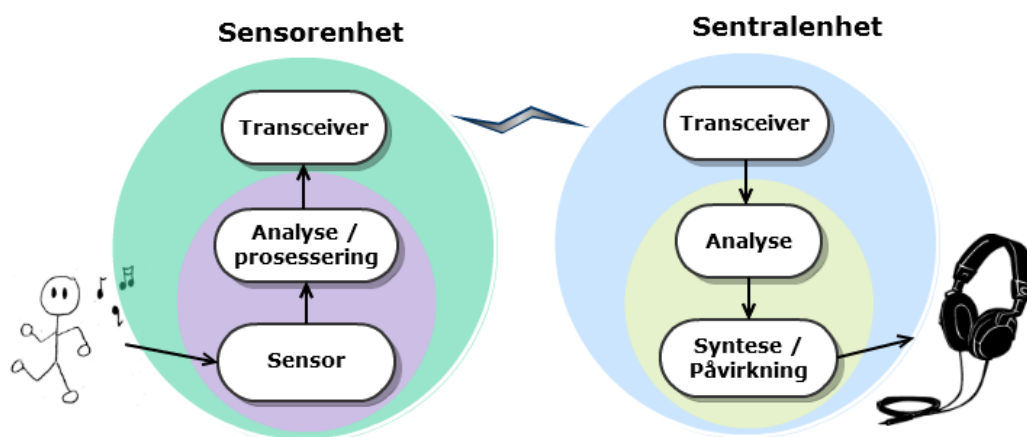 Sensorenhet
Transceiver
Analyse /
prosessering
Sensor
Sentralenhet
Transceiver
Analyse
Syntese /
Påvirkning